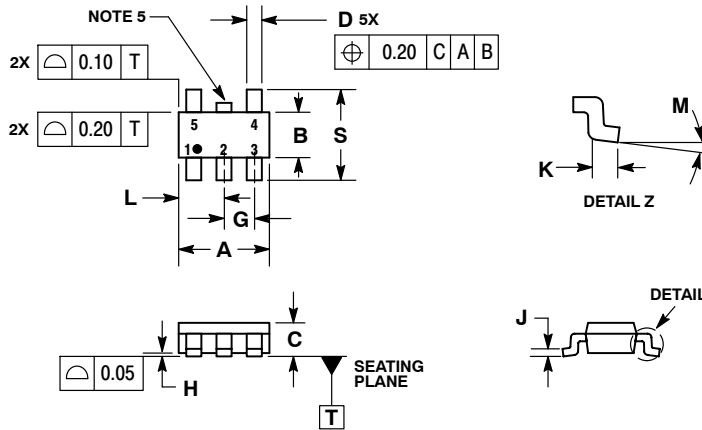 NOTE 5
D 5X
2X 0.10 T
0.20 C A B
2X 0.20 T
5 4
1 2 3
B
S
M
K
L
G
A
DETAIL Z
J
DETAIL
C
0.05
H
SEATING
PLANE
T